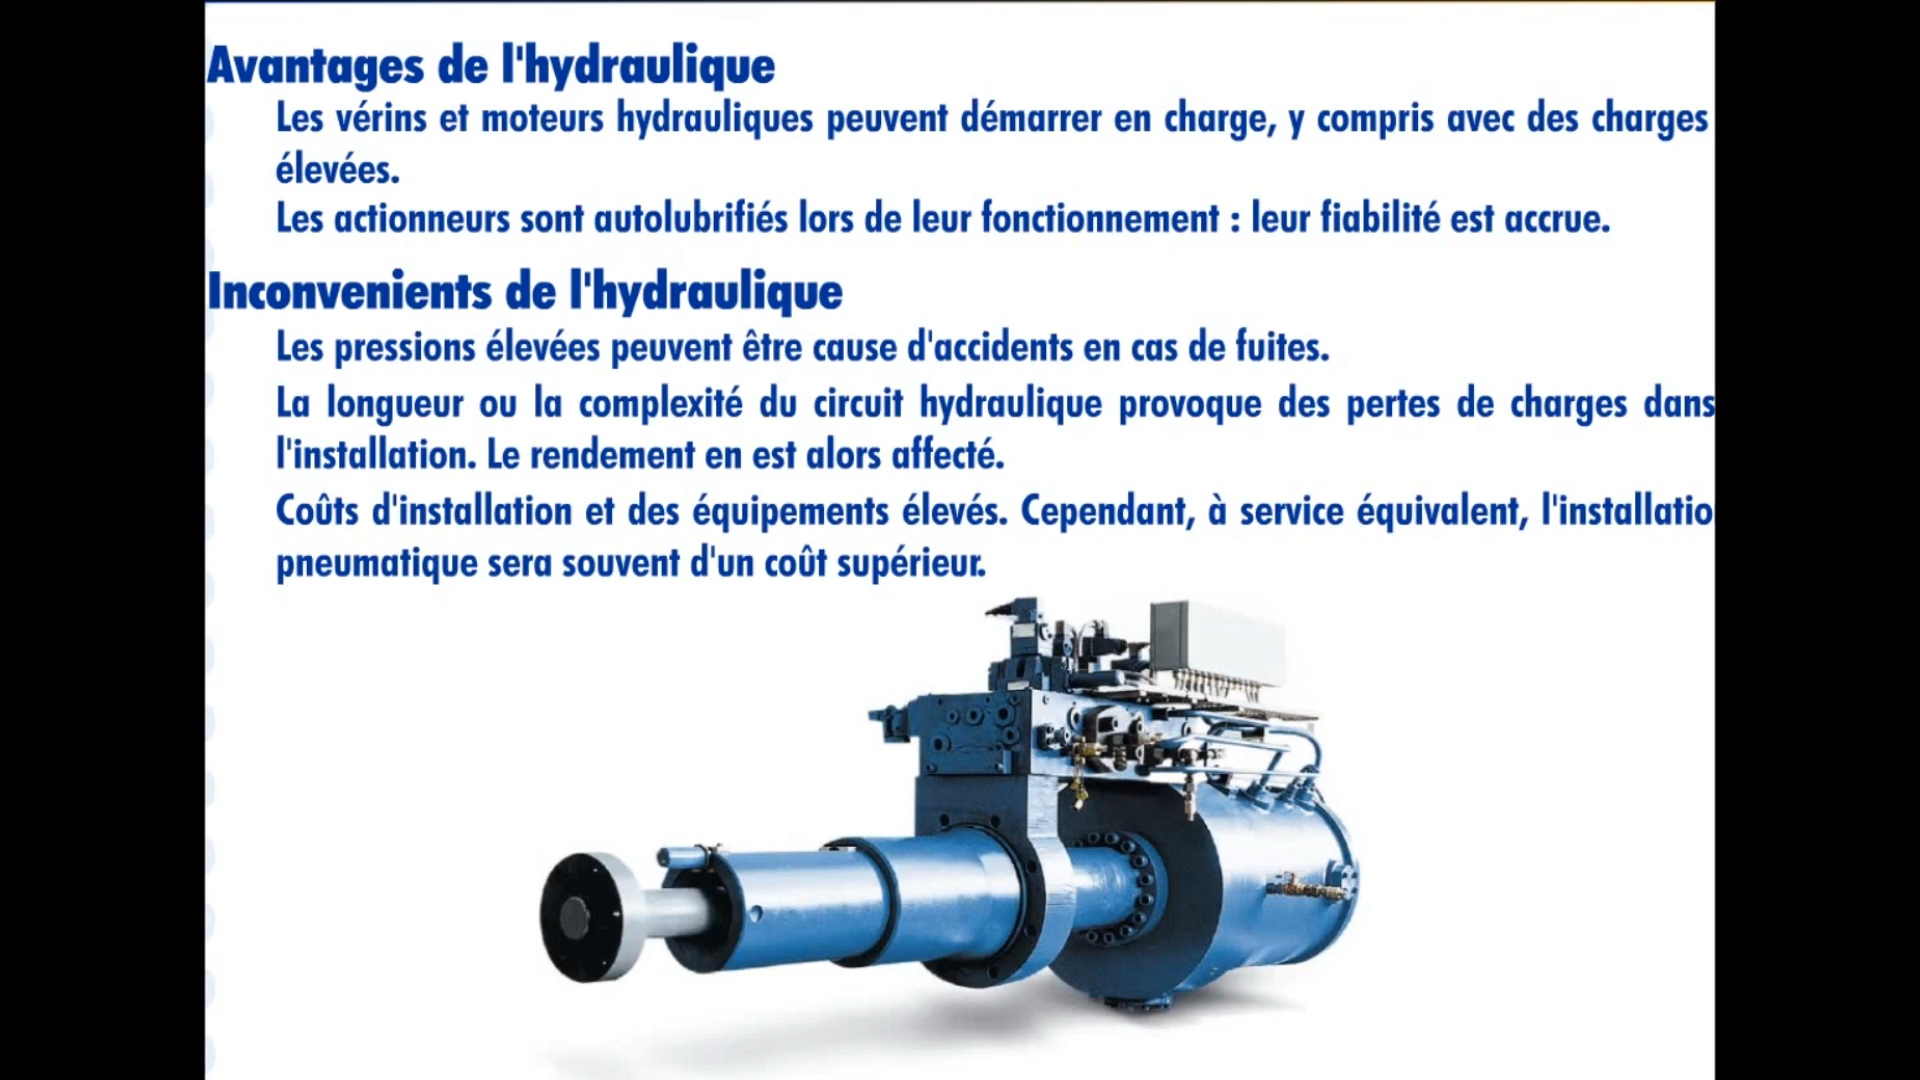 Avantages de l'hydraulique
Les vérins et moteurs hydrauliques peuvent démarrer en charge, y compris avec des charges
élevées.
Les actionneurs sont autolubrifiés lors de leur fonctionnement : leur fiabilité est accrue.
Inconvenients de l'hydraulique
Les pressions élevées peuvent être cause d'accidents en cas de fuites.
La longueur ou la complexité du circuit hydraulique provoque des pertes de charges dans
l'installation. Le rendement en est alors affecté.
Coûts d'installation et des équipements élevés. Cependant, à service équivalent, l'installatio
pneumatique sera souvent d'un coût supérieur.